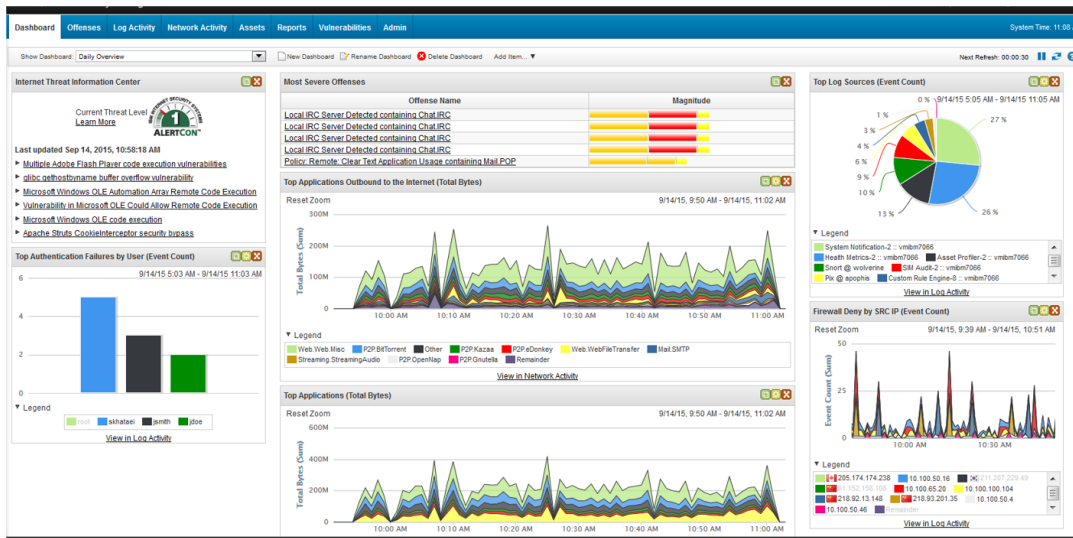 Dashboard Offenses Log Activity Network Activity Assets Reports Vulnerabilities Admin
System Time: 11:05
Show Dashboard: Daily Overview
New Dashboard Rename Dashboard Delete Dashboard Add Item... ▼
Next Refresh: 00:00:30
Internet Threat Information Center
Current Threat Level
Learn More
1
ALERTCON™
Last updated Sep 14, 2015, 10:58:18 AM
Multiple Adobe Flash Player code execution vulnerabilities
glibc gethostbyname buffer overflow vulnerability
Microsoft Windows OLE Automation Array Remote Code Execution
Vulnerability in Microsoft OLE Could Allow Remote Code Execution
Microsoft Windows OLE code execution
Apache Struts CookieInterceptor security bypass
Top Authentication Failures by User (Event Count)
9/14/15 5:03 AM - 9/14/15 11:03 AM
6
4
2
0
Legend
root skhataei jsmith jdoe
View in Log Activity
Most Severe Offenses
Offense Name Magnitude
Local IRC Server Detected containing Chat.IRC
Local IRC Server Detected containing Chat.IRC
Local IRC Server Detected containing Chat.IRC
Local IRC Server Detected containing Chat.IRC
Policy: Remote: Clear Text Application Usage containing Mail.POP
Top Applications Outbound to the Internet (Total Bytes)
Reset Zoom 9/14/15, 9:50 AM - 9/14/15, 11:02 AM
Total Bytes (Sum)
300M
200M
100M
0
10:00 AM 10:10 AM 10:20 AM 10:30 AM 10:40 AM 10:50 AM 11:00 AM
Legend
Web.Web.Misc P2P.BitTorrent Other P2P.Kazaa P2P.eDonkey Web.WebFileTransfer Mail.SMTP
Streaming.StreamingAudio P2P.OpenNap P2P.Gnutella Remainder
View in Network Activity
Top Applications (Total Bytes)
Reset Zoom 9/14/15, 9:50 AM - 9/14/15, 11:02 AM
Total Bytes (Sum)
600M
400M
200M
0
10:00 AM 10:10 AM 10:20 AM 10:30 AM 10:40 AM 10:50 AM 11:00 AM
Top Log Sources (Event Count)
9/14/15 5:05 AM - 9/14/15 11:05 AM
0 %
1 %
3 %
4 %
6 %
9 %
10 %
13 %
26 %
27 %
Legend
System Notification-2 :: vmibm7066
Health Metrics-2 :: vmibm7066 Asset Profiler-2 :: vmibm7066
Snort @ wolverine SIM Audit-2 :: vmibm7066
Pix @ apophis Custom Rule Engine-8 :: vmibm7066
View in Log Activity
Firewall Deny by SRC IP (Event Count)
Reset Zoom 9/14/15, 9:39 AM - 9/14/15, 10:51 AM
Event Count (Sum)
50
25
0
10:00 AM 10:30 AM
Legend
205.174.174.238 10.100.50.16 211.207.229.49
10.100.65.20 10.100.100.104
218.92.13.148 218.93.201.35 10.100.50.4
10.100.50.46 Remainder
View in Log Activity